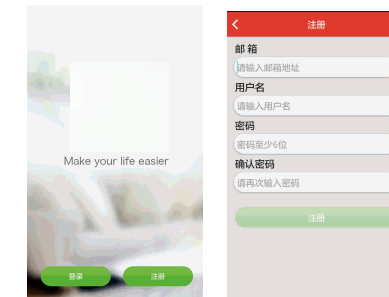 Make your life easier
登录
注册
注册
邮 箱
请输入邮箱地址
用户名
请输入用户名
密码
密码至少6位
确认密码
请再次输入密码
注册